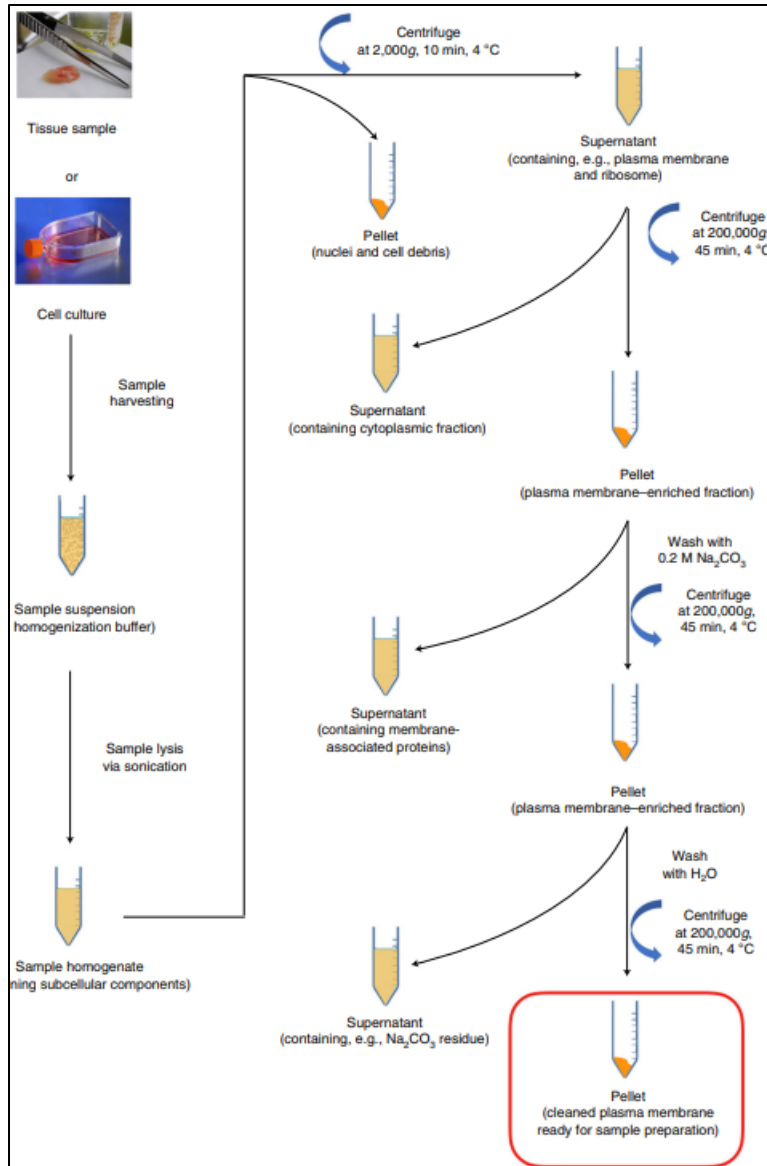 Tissue sample
or
Cell culture
Sample
harvesting
Sample suspension
homogenization buffer)
Sample lysis
via sonication
Sample homogenate
ning subcellular components)
Centrifuge
at 2,000g, 10 min, 4 °C
Pellet
(nuclei and cell debris)
Supernatant
(containing, e.g., plasma membrane
and ribosome)
Centrifuge
at 200,000g,
45 min, 4 °C
Supernatant
(containing cytoplasmic fraction)
Pellet
(plasma membrane–enriched fraction)
Wash with
0.2 M Na₂CO₃
Centrifuge
at 200,000g,
45 min, 4 °C
Supernatant
(containing membrane-
associated proteins)
Pellet
(plasma membrane–enriched fraction)
Wash
with H₂O
Centrifuge
at 200,000g,
45 min, 4 °C
Supernatant
(containing, e.g., Na₂CO₃ residue)
Pellet
(cleaned plasma membrane
ready for sample preparation)